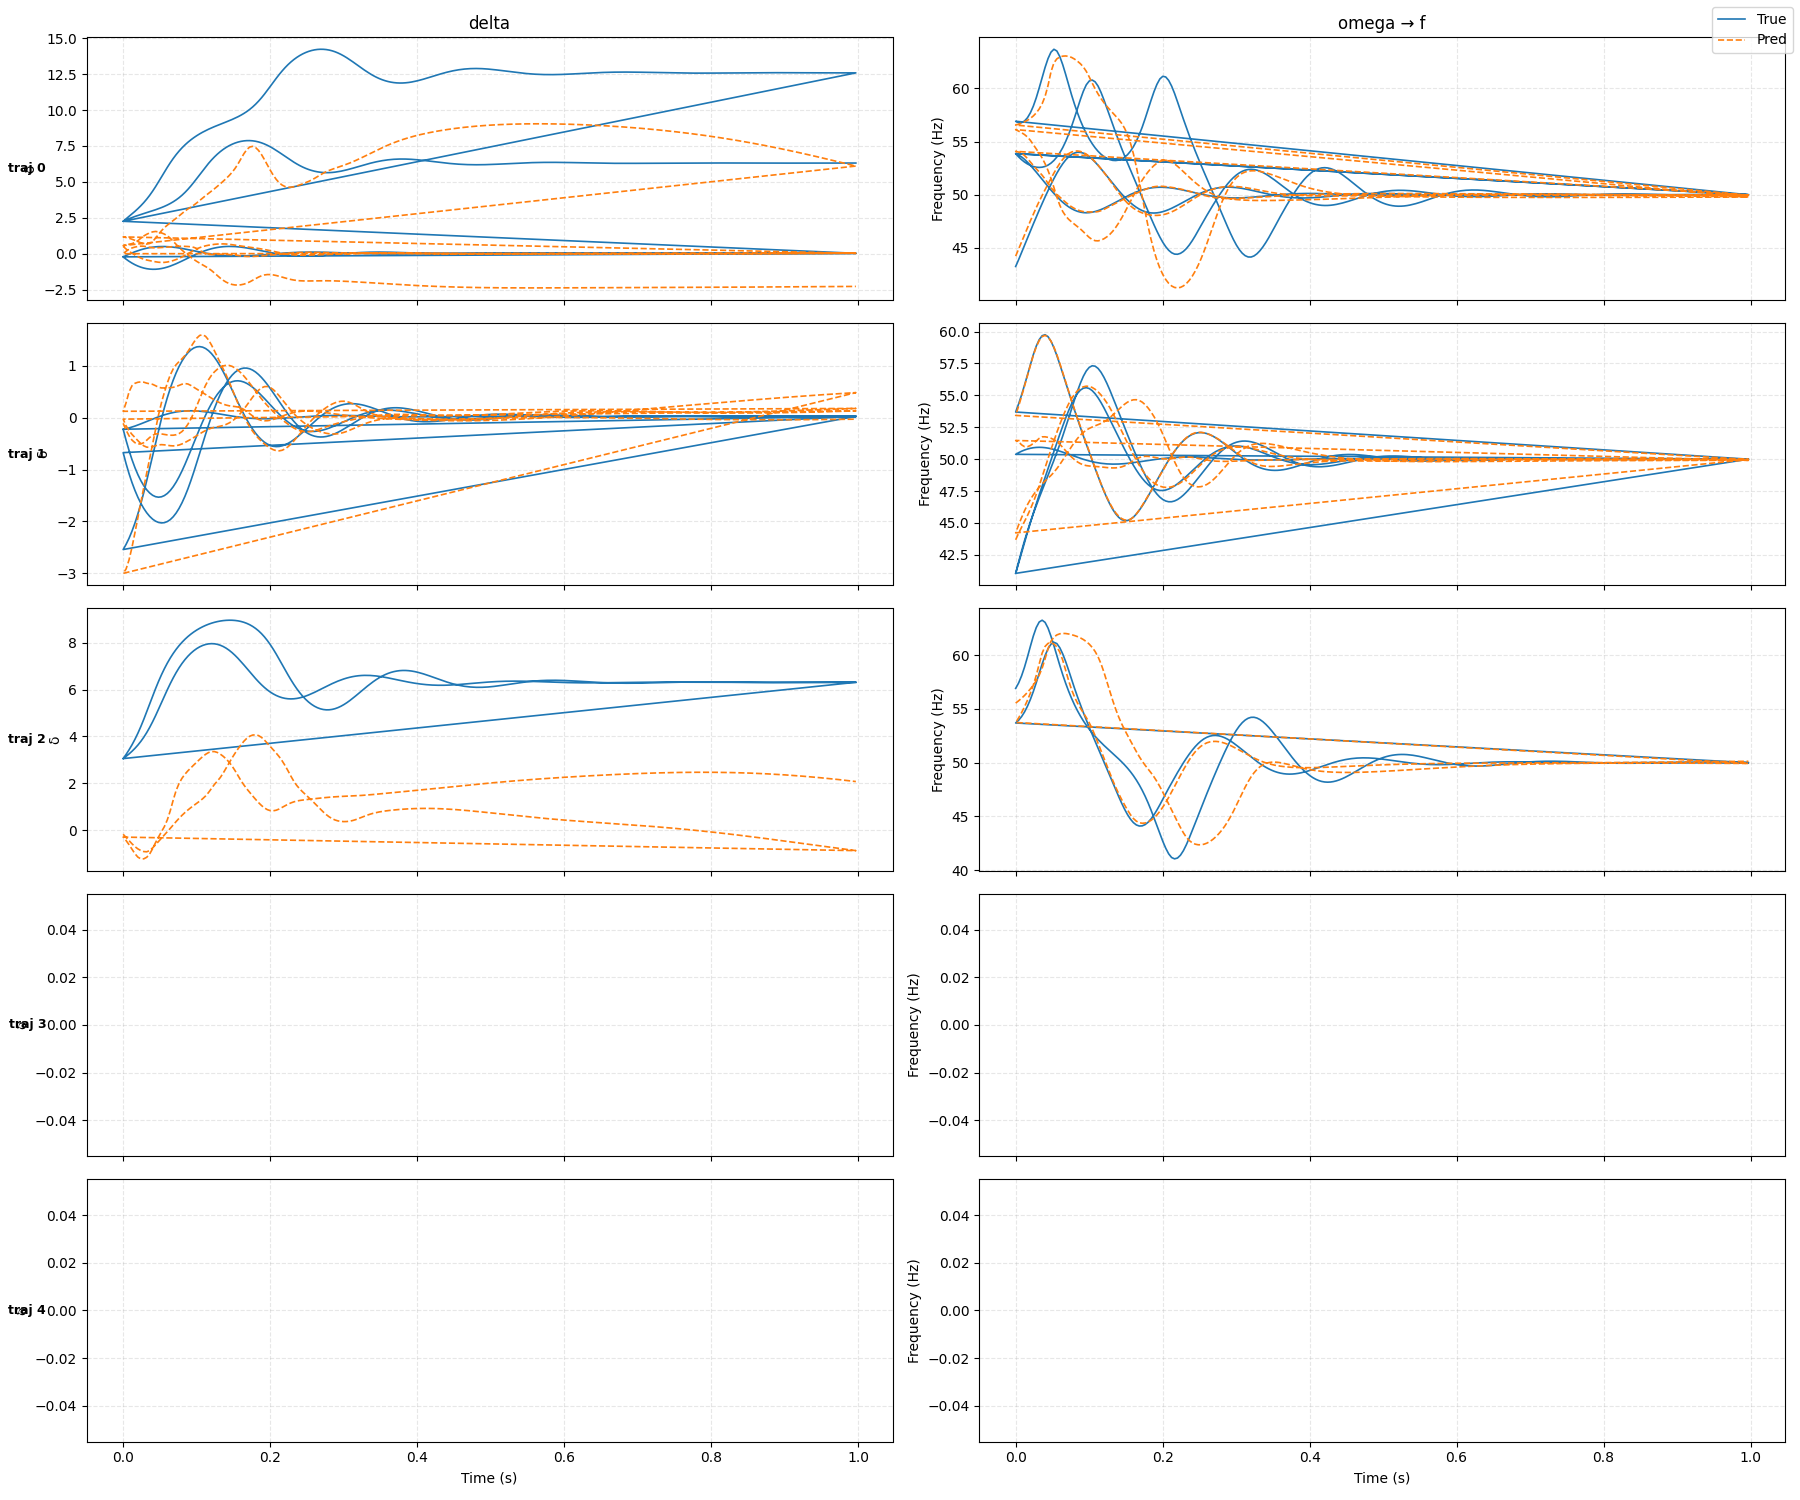 delta
omega → f
True
Pred
15.0
12.5
10.0
7.5
5.0
2.5
0.0
−2.5
traj 0
60
55
50
45
Frequency (Hz)
1
0
−1
−2
−3
traj 1
60.0
57.5
55.0
52.5
50.0
47.5
45.0
42.5
Frequency (Hz)
8
6
4
2
0
traj 2
δ
60
55
50
45
40
Frequency (Hz)
0.04
0.02
0.00
−0.02
−0.04
traj 3
0.04
0.02
0.00
−0.02
−0.04
Frequency (Hz)
0.04
0.02
0.00
−0.02
−0.04
traj 4
0.0 0.2 0.4 0.6 0.8 1.0
Time (s)
0.04
0.02
0.00
−0.02
−0.04
Frequency (Hz)
0.0 0.2 0.4 0.6 0.8 1.0
Time (s)